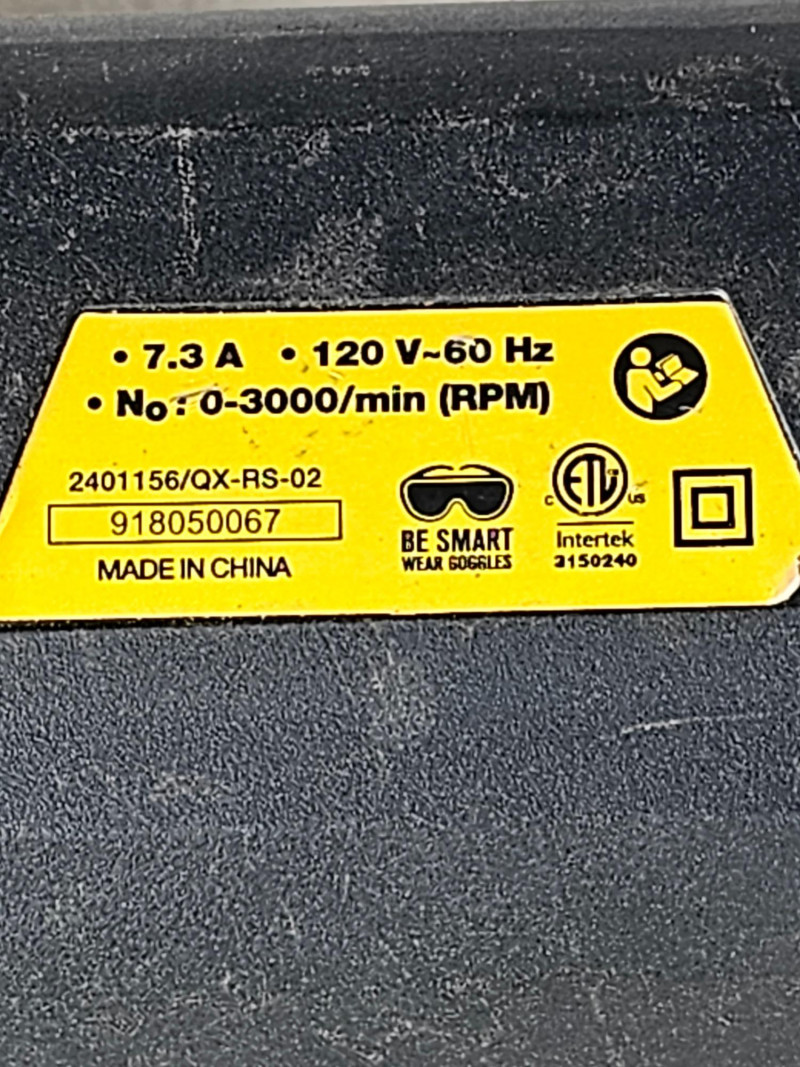 • 7.3 A • 120 V~60 Hz
• No : 0-3000/min (RPM)
2401156/QX-RS-02
918050067
MADE IN CHINA
BE SMART
WEAR GOGGLES
ETL
C US
Intertek
3150240